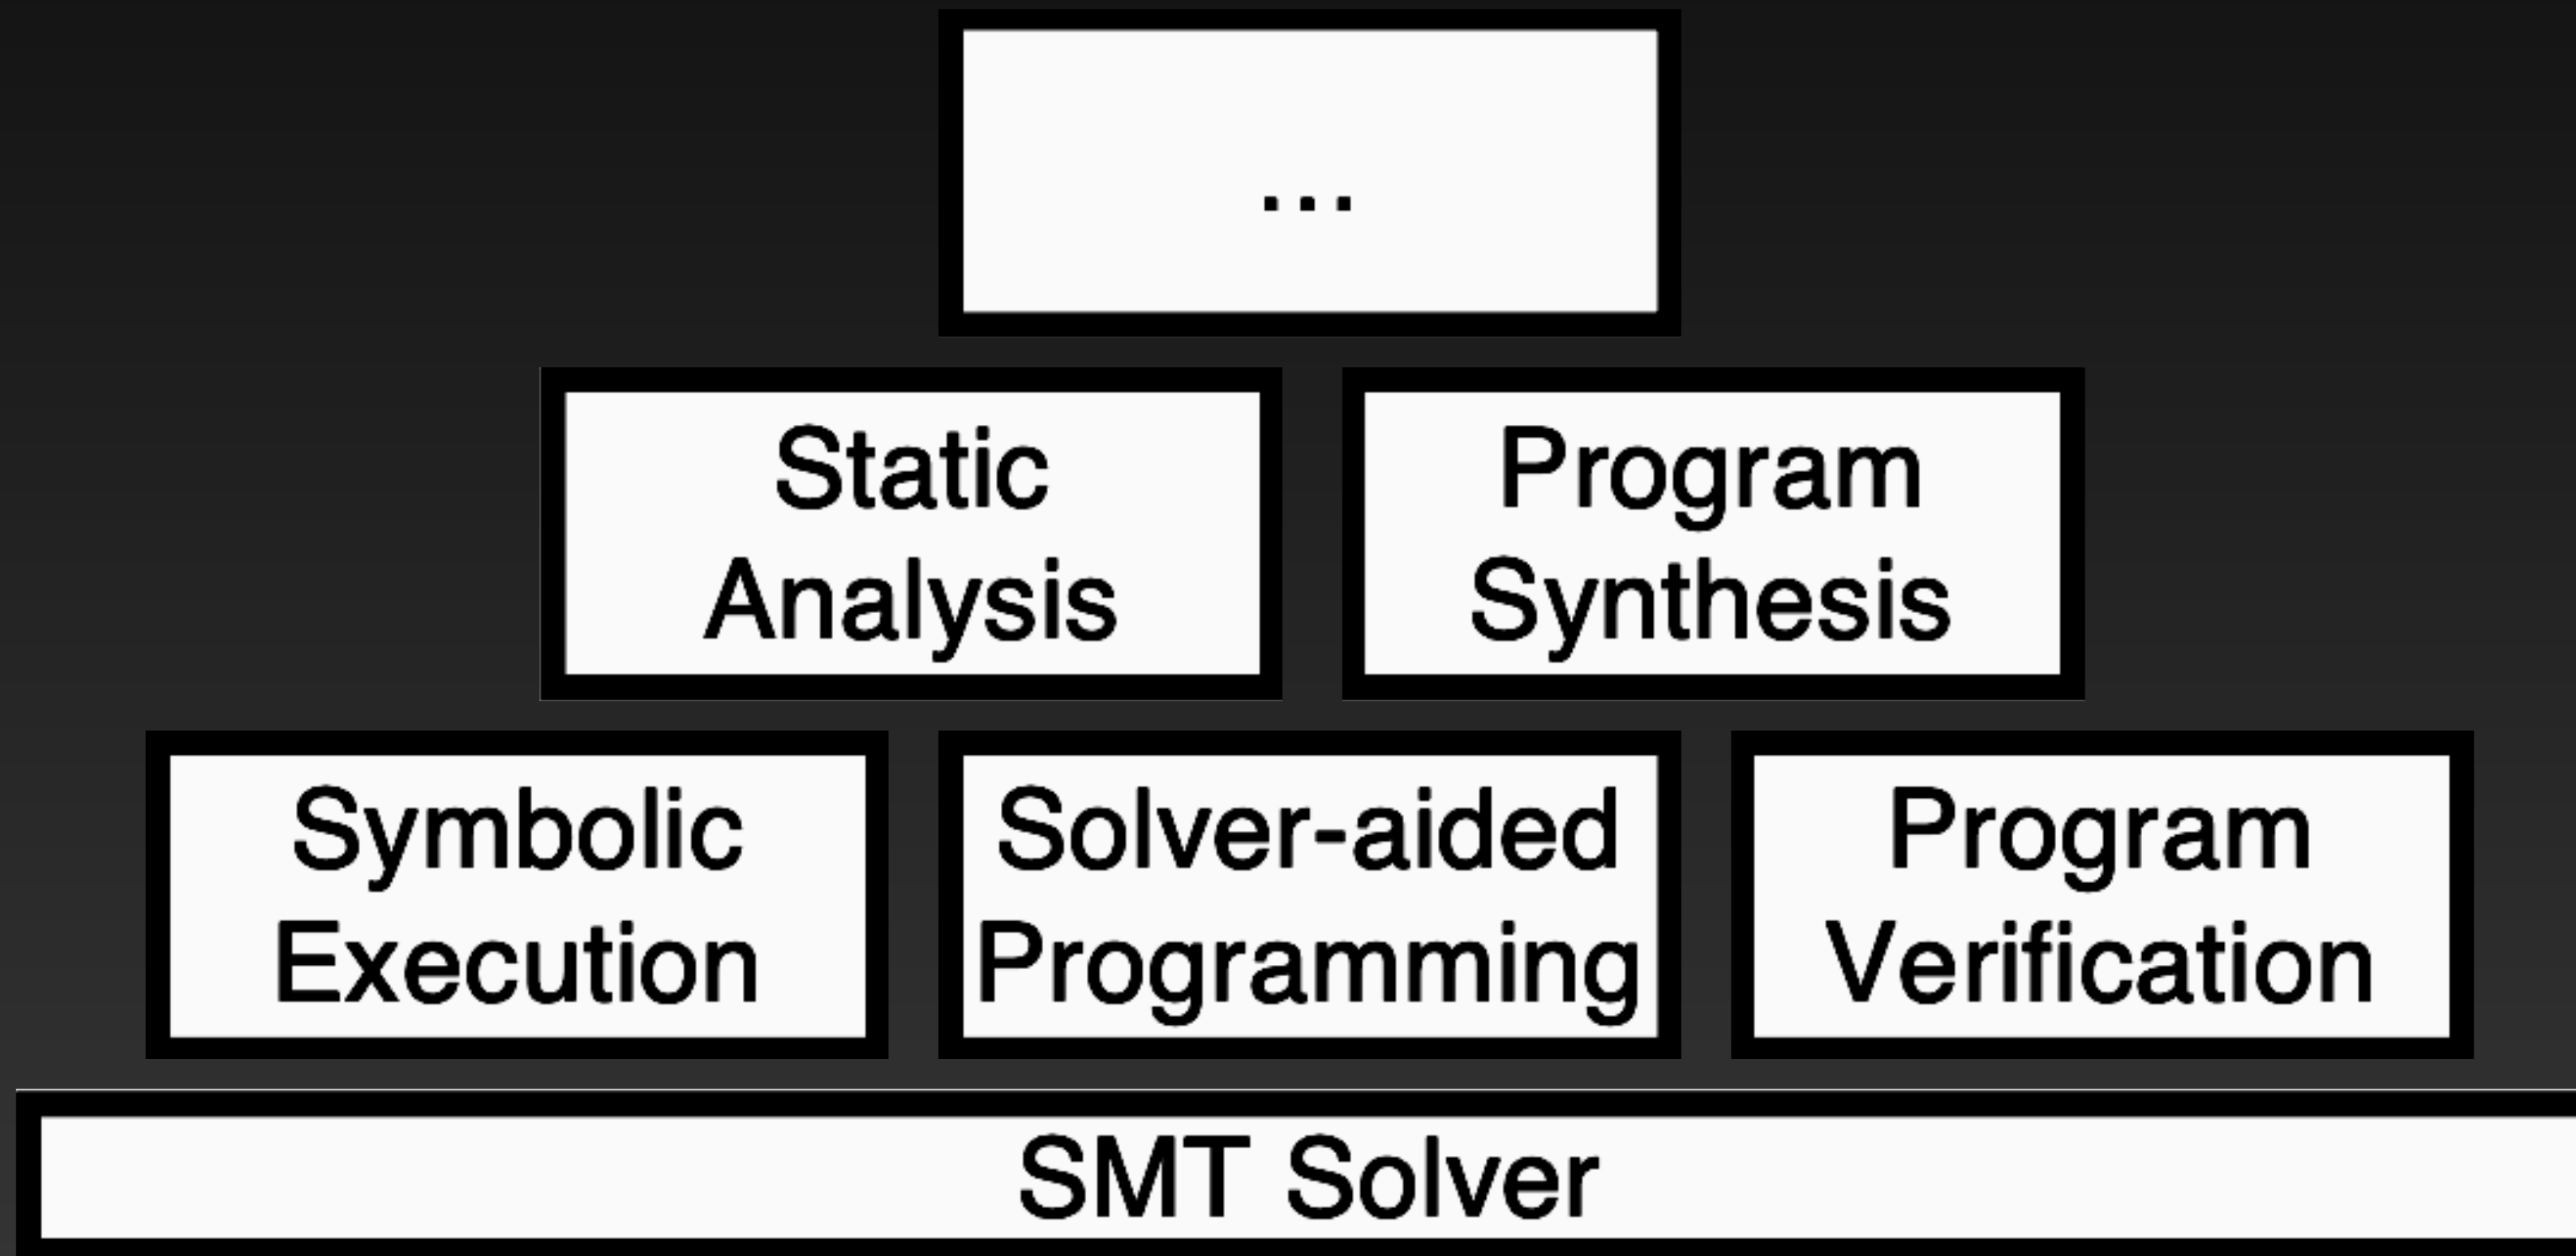 ...
Static
Analysis
Program
Synthesis
Symbolic
Execution
Solver-aided
Programming
Program
Verification
SMT Solver